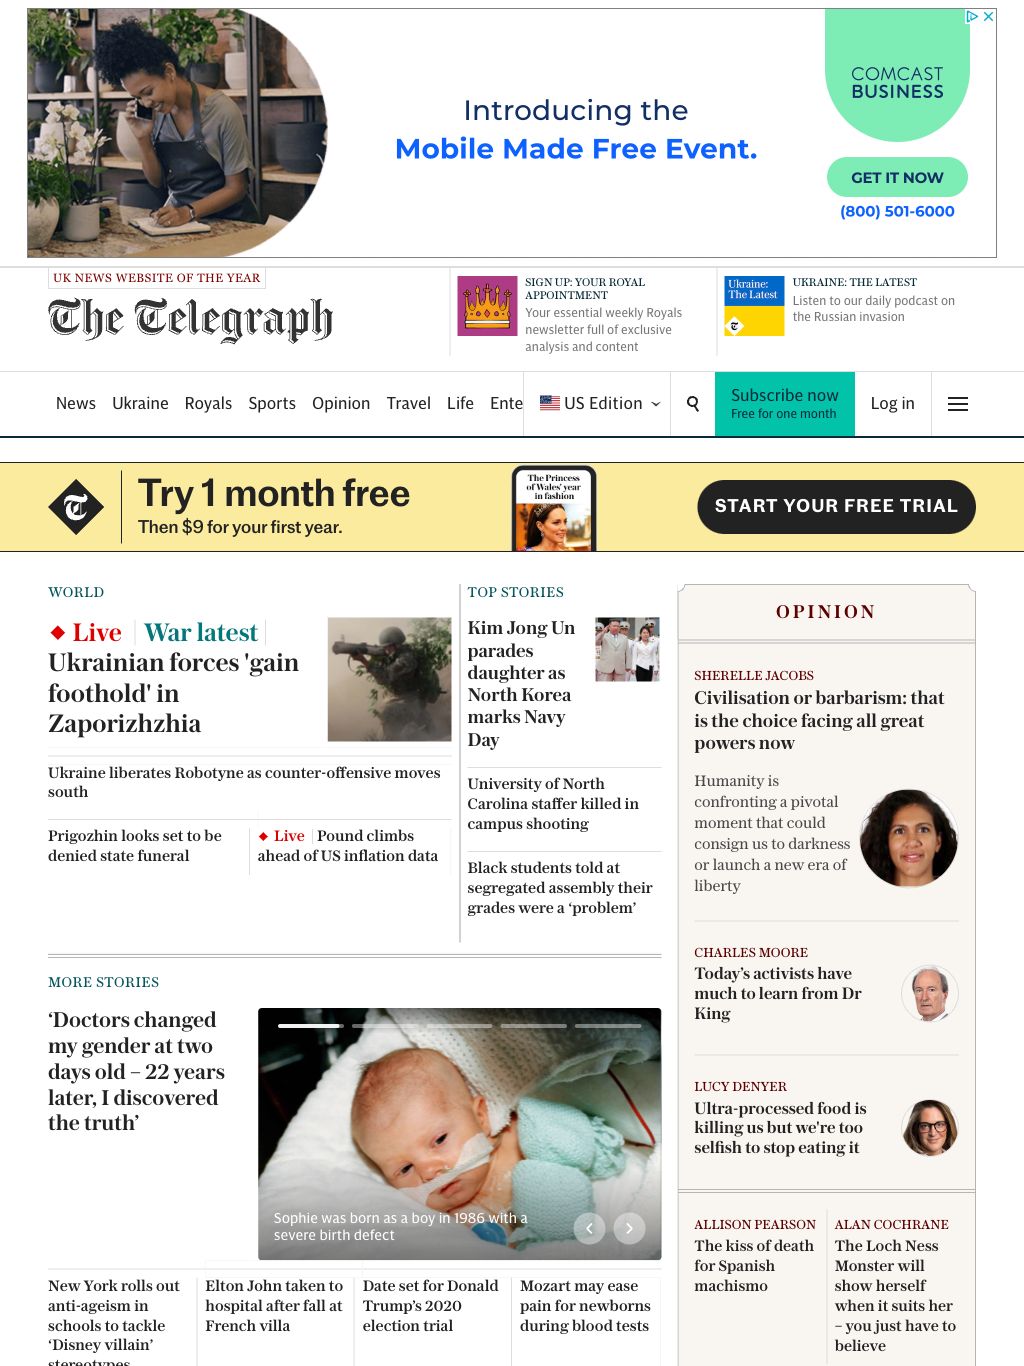 Introducing the
Mobile Made Free Event.
COMCAST
BUSINESS
GET IT NOW
(800) 501-6000
UK NEWS WEBSITE OF THE YEAR
The Telegraph
SIGN UP: YOUR ROYAL
APPOINTMENT
Your essential weekly Royals
newsletter full of exclusive
analysis and content
Ukraine:
The Latest
UKRAINE: THE LATEST
Listen to our daily podcast on
the Russian invasion
News Ukraine Royals Sports Opinion Travel Life Ente
US Edition
Subscribe now
Free for one month
Log in
Try 1 month free
Then $9 for your first year.
The Princess
of Wales' year
in fashion
START YOUR FREE TRIAL
WORLD
Live War latest
Ukrainian forces 'gain
foothold' in
Zaporizhzhia
Ukraine liberates Robotyne as counter-offensive moves
south
Prigozhin looks set to be
denied state funeral
Live Pound climbs
ahead of US inflation data
TOP STORIES
Kim Jong Un
parades
daughter as
North Korea
marks Navy
Day
University of North
Carolina staffer killed in
campus shooting
Black students told at
segregated assembly their
grades were a ‘problem’
MORE STORIES
‘Doctors changed
my gender at two
days old – 22 years
later, I discovered
the truth’
Sophie was born as a boy in 1986 with a
severe birth defect
New York rolls out
anti-ageism in
schools to tackle
‘Disney villain’
stereotypes
Elton John taken to
hospital after fall at
French villa
Date set for Donald
Trump’s 2020
election trial
Mozart may ease
pain for newborns
during blood tests
OPINION
SHERELLE JACOBS
Civilisation or barbarism: that
is the choice facing all great
powers now
Humanity is
confronting a pivotal
moment that could
consign us to darkness
or launch a new era of
liberty
CHARLES MOORE
Today’s activists have
much to learn from Dr
King
LUCY DENYER
Ultra-processed food is
killing us but we're too
selfish to stop eating it
ALLISON PEARSON
The kiss of death
for Spanish
machismo
ALAN COCHRANE
The Loch Ness
Monster will
show herself
when it suits her
– you just have to
believe